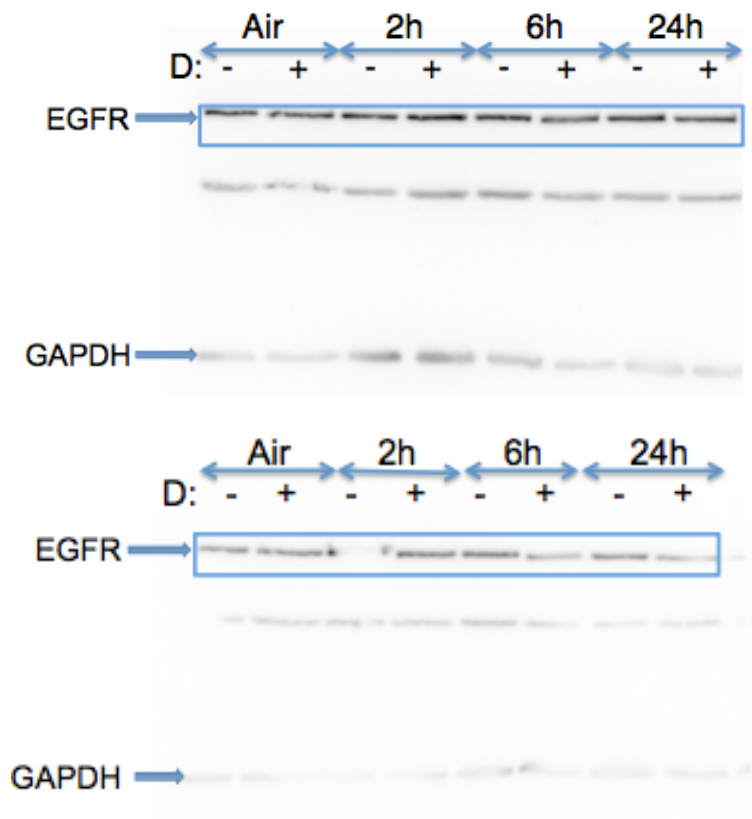 Air 2h 6h 24h
D: - + - + - + - +
EGFR
GAPDH
Air 2h 6h 24h
D: - + - + - + - +
EGFR
GAPDH